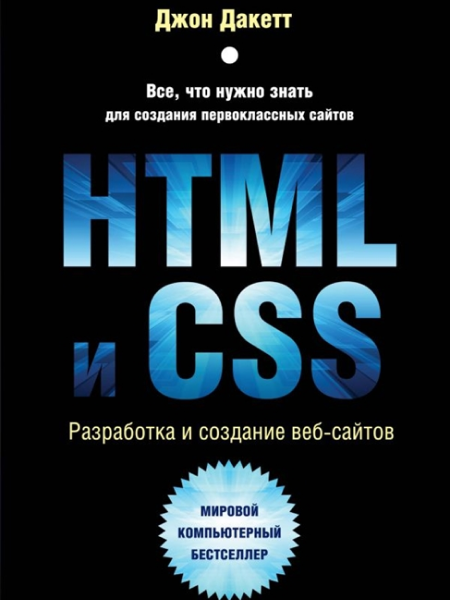 Джон Дакетт
Все, что нужно знать
для создания первоклассных сайтов
HTML
и CSS
Разработка и создание веб-сайтов
МИРОВОЙ
КОМПЬЮТЕРНЫЙ
БЕСТСЕЛЛЕР